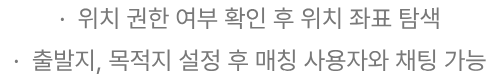 · 위치 권한 여부 확인 후 위치 좌표 탐색
· 출발지, 목적지 설정 후 매칭 사용자와 채팅 가능